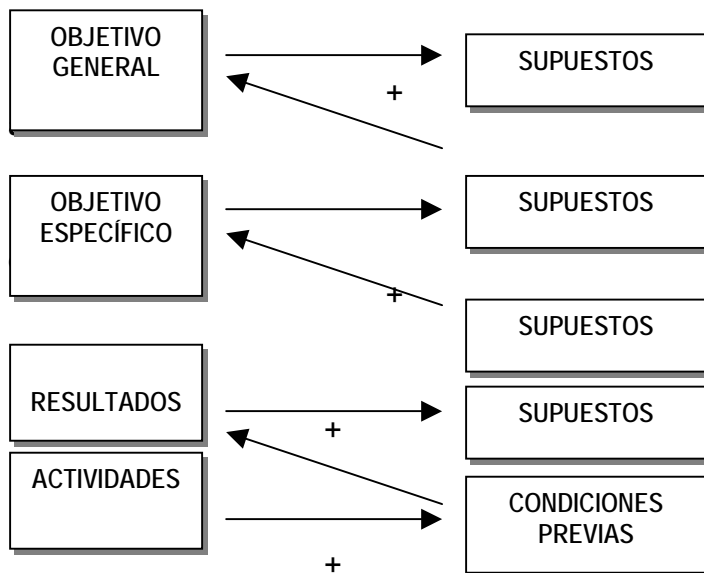 OBJETIVO
GENERAL
SUPUESTOS
+
OBJETIVO
ESPECÍFICO
SUPUESTOS
+
SUPUESTOS
RESULTADOS
SUPUESTOS
+
ACTIVIDADES
CONDICIONES
PREVIAS
+